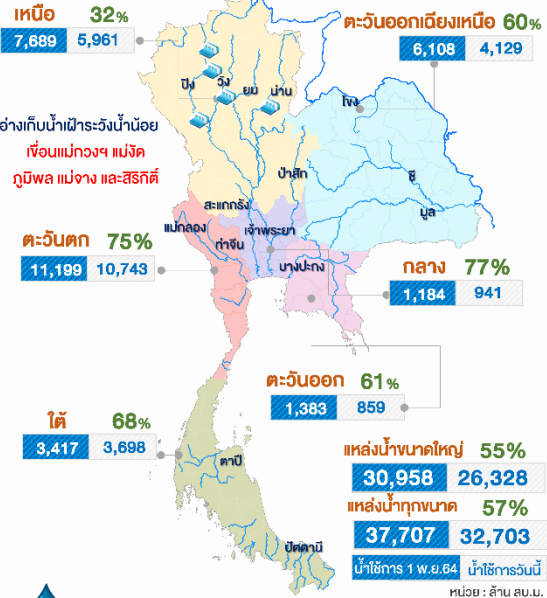 เหนือ 32%
7,689 5,961
ตะวันออกเฉียงเหนือ 60%
6,108 4,129
ปิง
วัง
ยม
น่าน
โขง
อ่างเก็บน้ำเฝ้าระวังน้ำน้อย
เขื่อนแม่กวงฯ แม่งัด
ภูมิพล แม่จาง และสิริกิติ์
ป่าสัก
ชี
มูล
สะแกกรัง
แม่กลอง
เจ้าพระยา
ท่าจีน
บางปะกง
ตะวันตก 75%
11,199 10,743
กลาง 77%
1,184 941
ตะวันออก 61%
1,383 859
ใต้ 68%
3,417 3,698
ตาปี
ปัตตานี
แหล่งน้ำขนาดใหญ่ 55%
30,958 26,328
แหล่งน้ำทุกขนาด 57%
37,707 32,703
น้ำใช้การ 1 พ.ย.64 น้ำใช้การวันนี้
หน่วย : ล้าน ลบ.ม.